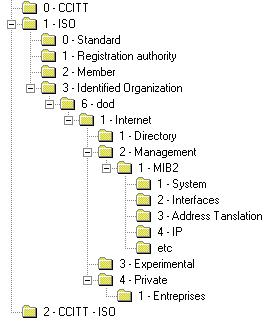 0 - CCITT
1 - ISO
0 - Standard
1 - Registration authority
2 - Member
3 - Identified Organization
6 - dod
1 - Internet
1 - Directory
2 - Management
1 - MIB2
1 - System
2 - Interfaces
3 - Address Tanslation
4 - IP
etc
3 - Experimental
4 - Private
1 - Entreprises
2 - CCITT - ISO